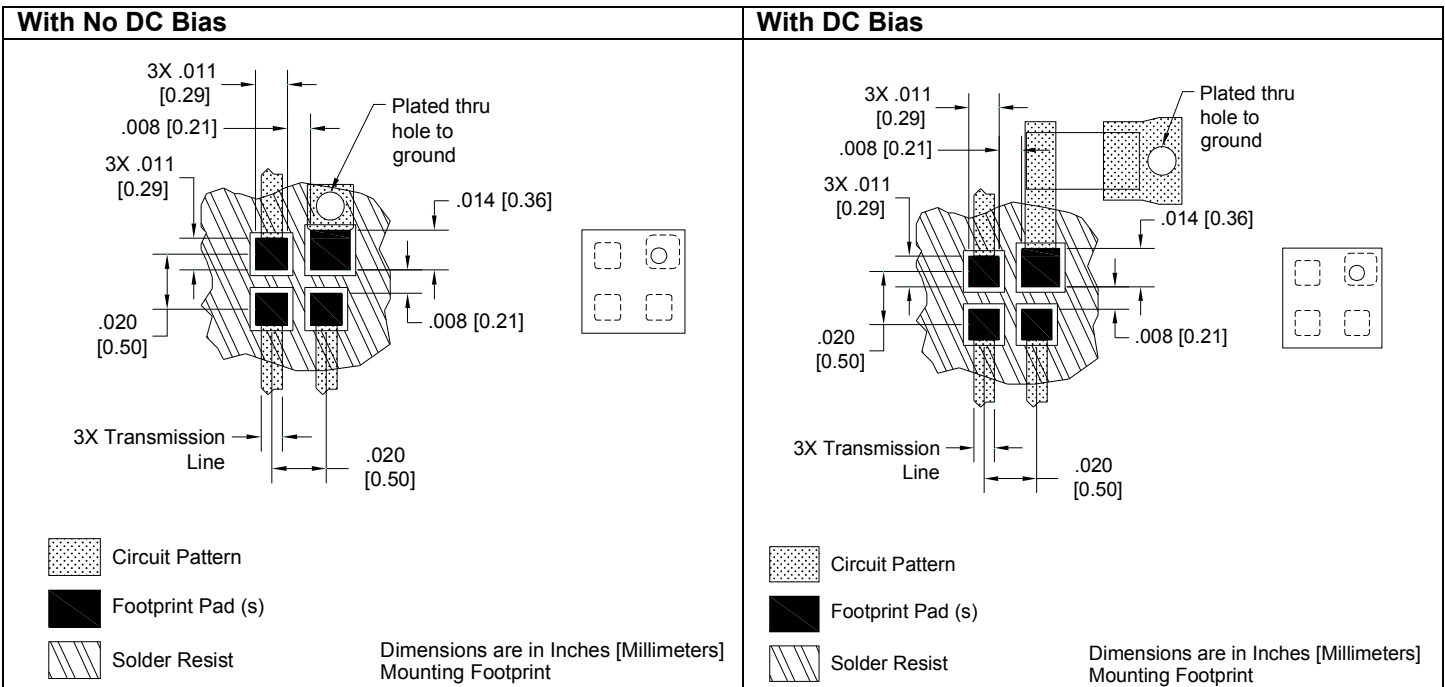 With No DC Bias
3X .011
[0.29]
.008 [0.21]
3X .011
[0.29]
Plated thru
hole to
ground
.014 [0.36]
.020
[0.50]
.008 [0.21]
3X Transmission
Line
.020
[0.50]
Circuit Pattern
Footprint Pad (s)
Solder Resist
Dimensions are in Inches [Millimeters]
Mounting Footprint
With DC Bias
3X .011
[0.29]
.008 [0.21]
3X .011
[0.29]
Plated thru
hole to
ground
.014 [0.36]
.020
[0.50]
.008 [0.21]
3X Transmission
Line
.020
[0.50]
Circuit Pattern
Footprint Pad (s)
Solder Resist
Dimensions are in Inches [Millimeters]
Mounting Footprint